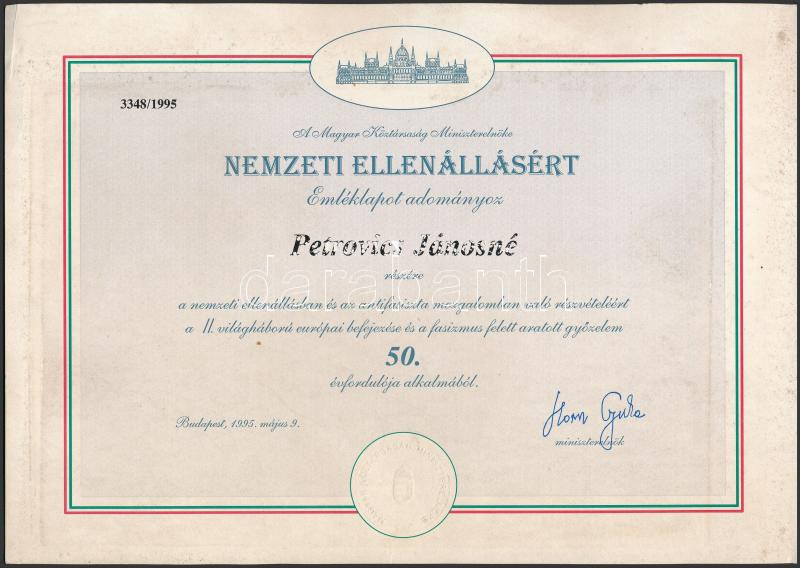 3348/1995
A Magyar Köztársaság Miniszterelnöke
NEMZETI ELLENÁLLÁSÉRT
Emléklapot adományoz
Petrovics Jánosné
részére
a nemzeti ellenállásban és az antifasiszta mozgalomban való részvételéért
a II. világháború európai befejezése és a fasizmus felett aratott győzelem
50.
évfordulója alkalmából.
Budapest, 1995. május 9.
Horn Gyula
miniszterelnök
darabanth